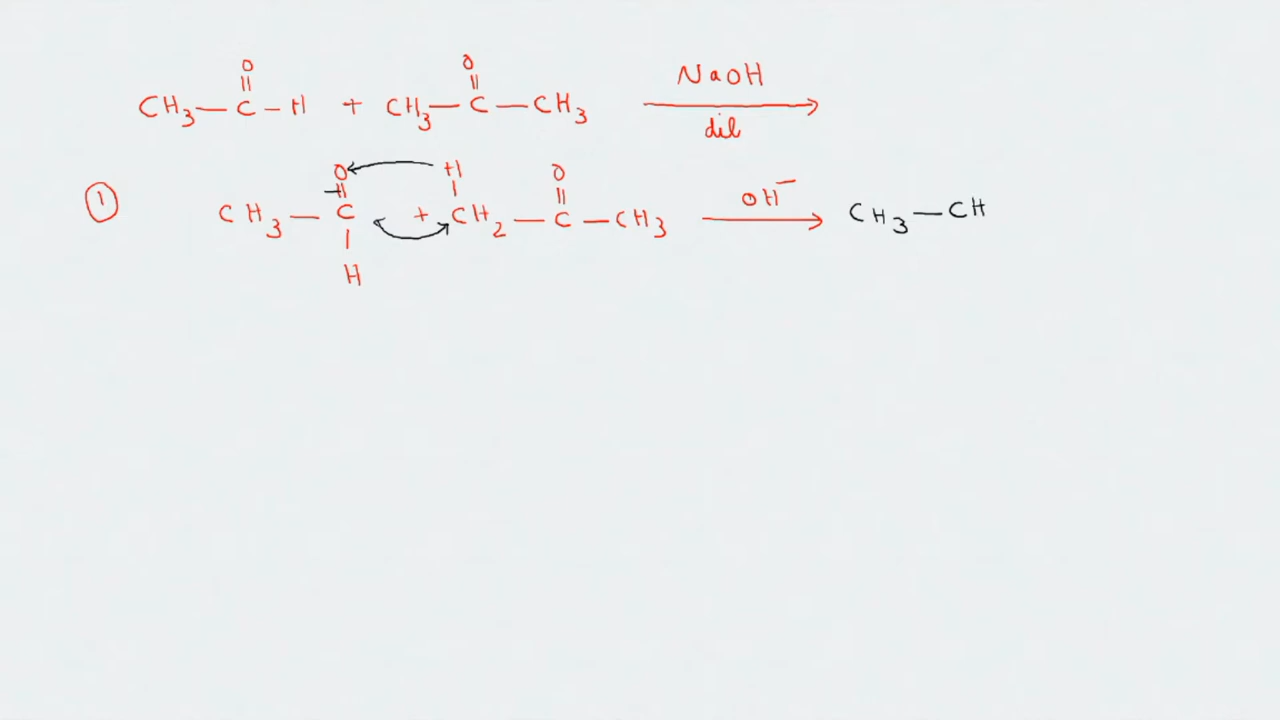 O O
|| ||
CH3—C—H + CH3—C—CH3 NaOH
dil
O H O
|| | ||
① CH3—C + CH2—C—CH3 OH⁻ CH3—CH
|
H